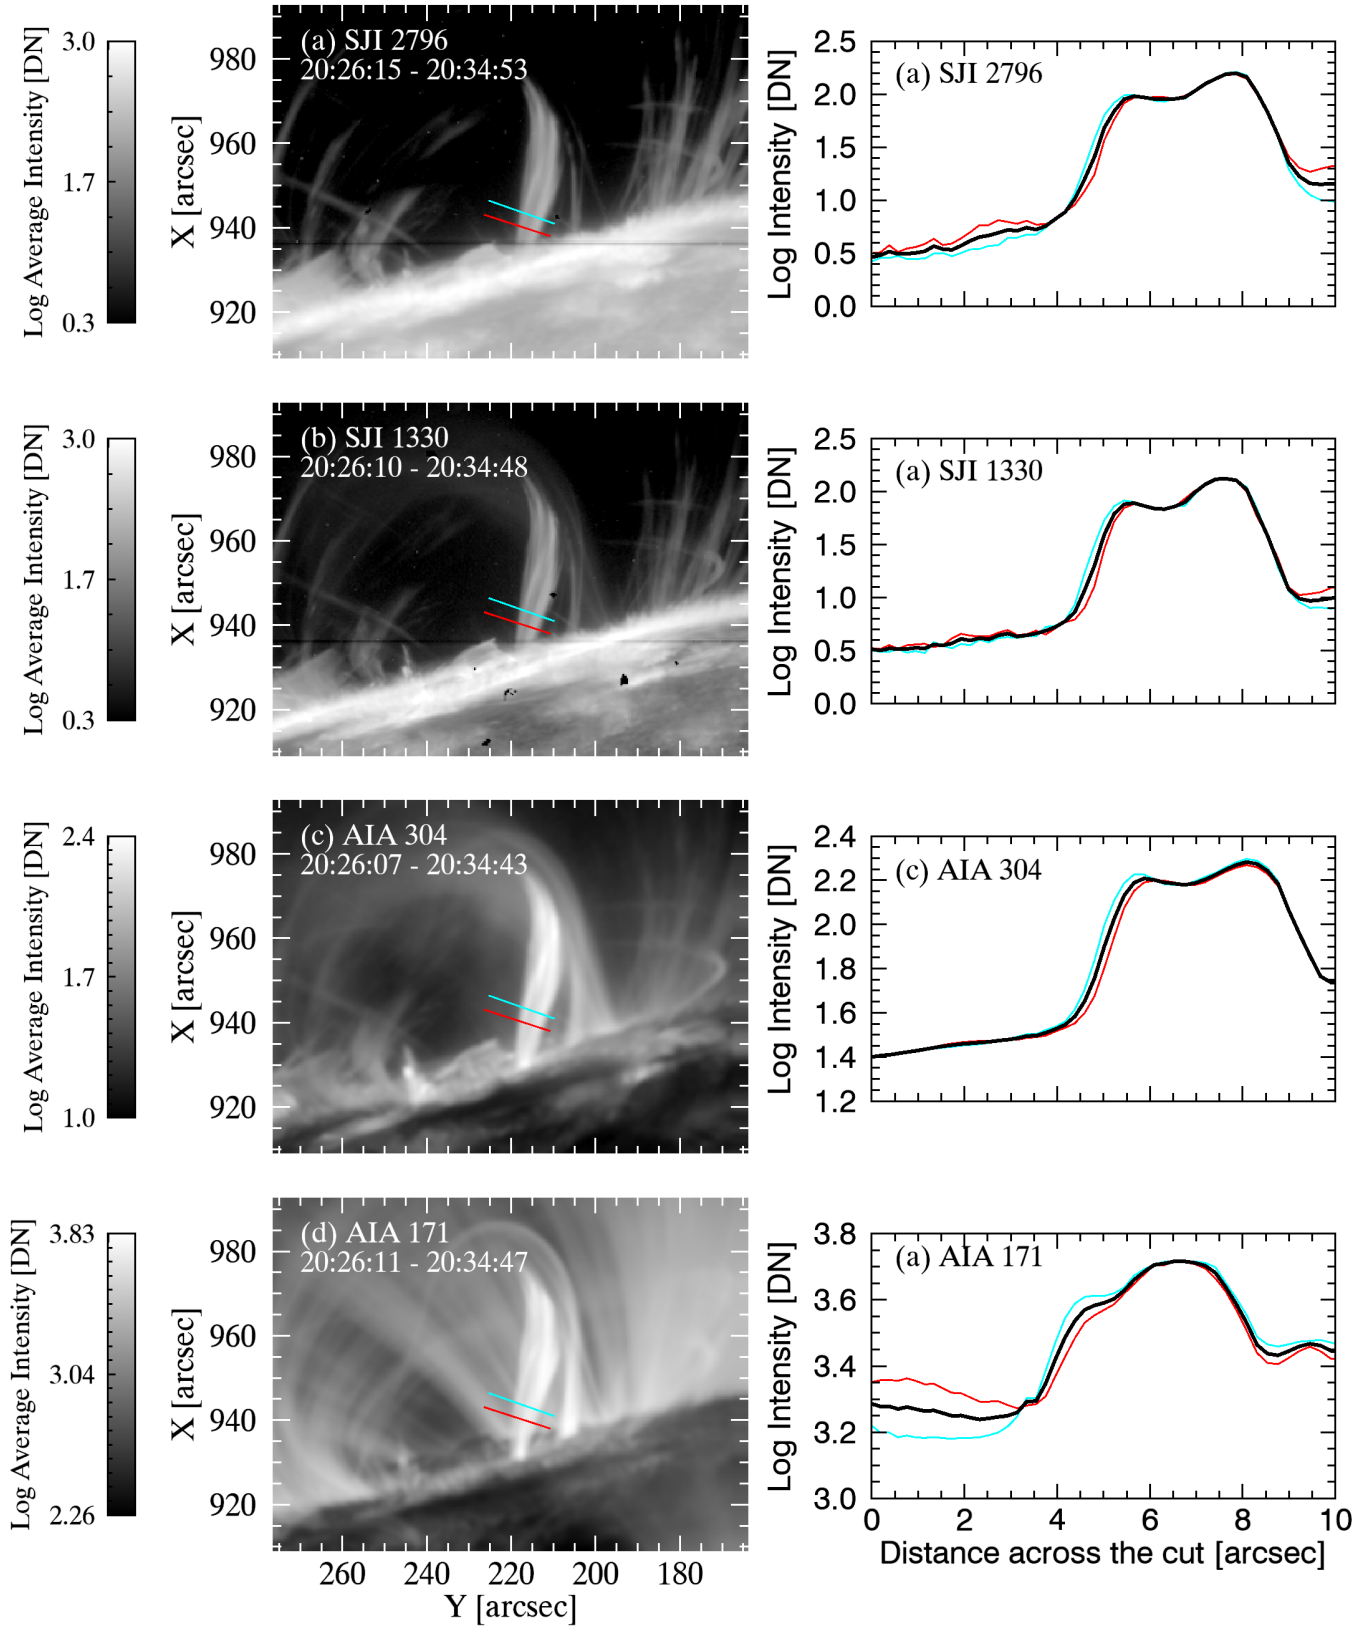 Log Average Intensity [DN]
3.0
1.7
0.3
X [arcsec]
980
960
940
920
(a) SJI 2796
20:26:15 - 20:34:53
Log Intensity [DN]
2.5
2.0
1.5
1.0
0.5
0.0
(a) SJI 2796
Log Average Intensity [DN]
3.0
1.7
0.3
X [arcsec]
980
960
940
920
(b) SJI 1330
20:26:10 - 20:34:48
Log Intensity [DN]
2.5
2.0
1.5
1.0
0.5
0.0
(a) SJI 1330
Log Average Intensity [DN]
2.4
1.7
1.0
X [arcsec]
980
960
940
920
(c) AIA 304
20:26:07 - 20:34:43
Log Intensity [DN]
2.4
2.2
2.0
1.8
1.6
1.4
1.2
(c) AIA 304
Log Average Intensity [DN]
3.83
3.04
2.26
X [arcsec]
980
960
940
920
(d) AIA 171
20:26:11 - 20:34:47
260 240 220 200 180
Y [arcsec]
Log Intensity [DN]
3.8
3.6
3.4
3.2
3.0
(a) AIA 171
0 2 4 6 8 10
Distance across the cut [arcsec]